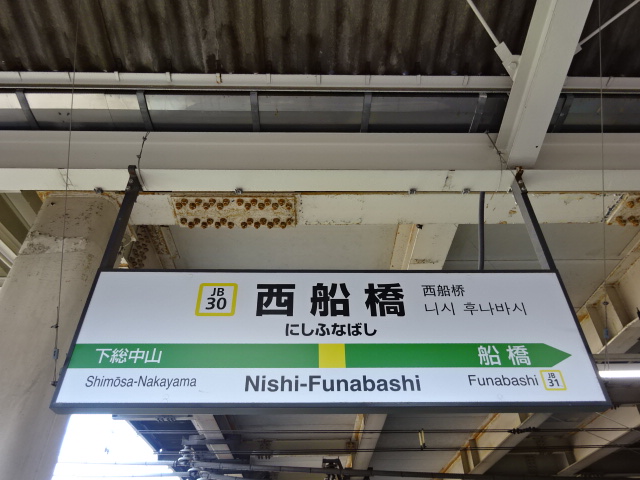 JB
30
西船橋
西船桥
니시 후나바시
にしふなばし
下総中山
船橋
Shimōsa-Nakayama
Nishi-Funabashi
Funabashi
JB
31